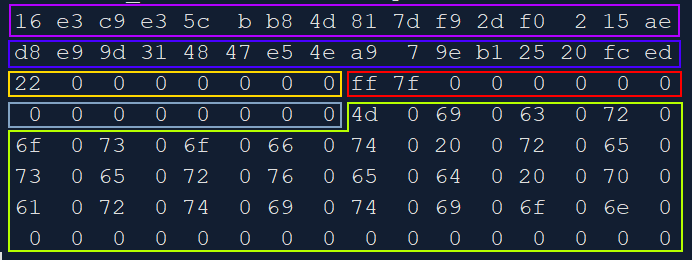 16 e3 c9 e3 5c b b8 4d 81 7d f9 2d f0 2 15 ae
d8 e9 9d 31 48 47 e5 4e a9 7 9e b1 25 20 fc ed
22 0 0 0 0 0 0 0 ff 7f 0 0 0 0 0 0
0 0 0 0 0 0 0 0 4d 0 69 0 63 0 72 0
6f 0 73 0 6f 0 66 0 74 0 20 0 72 0 65 0
73 0 65 0 72 0 76 0 65 0 64 0 20 0 70 0
61 0 72 0 74 0 69 0 74 0 69 0 6f 0 6e 0
0 0 0 0 0 0 0 0 0 0 0 0 0 0 0 0